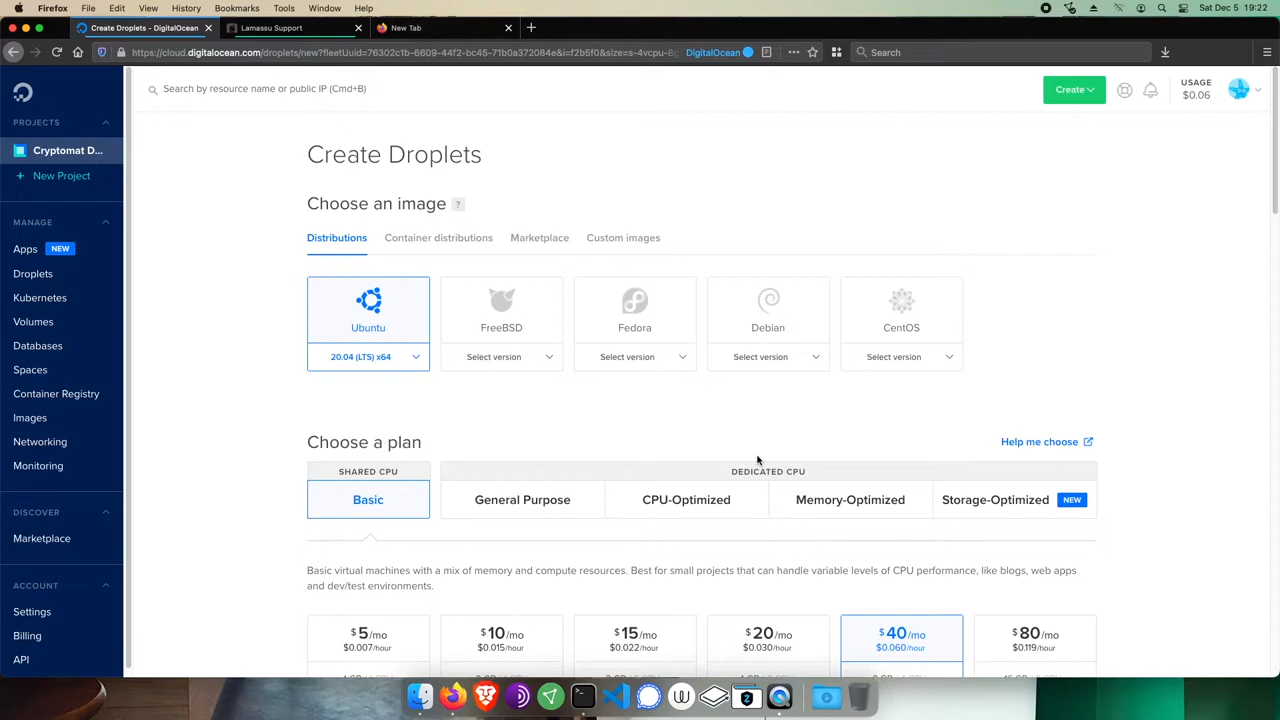 Firefox File Edit View History Bookmarks Tools Window Help
Sat Dec 5 19:22
Create Droplets - DigitalOcean
Lamassu Support
New Tab
https://cloud.digitalocean.com/droplets/new?fleetUuid=76302c1b-6609-44f2-bc45-71b0a372084e&i=2b5f0&size=s-4vcpu-8g
DigitalOcean
Search
Search by resource name or public IP (Cmd+B)
Create
USAGE
$0.06
PROJECTS
Cryptomat D...
+ New Project
MANAGE
Apps NEW
Droplets
Kubernetes
Volumes
Databases
Spaces
Container Registry
Images
Networking
Monitoring
DISCOVER
Marketplace
ACCOUNT
Settings
Billing
API
Create Droplets
Choose an image ?
Distributions
Container distributions
Marketplace
Custom images
Ubuntu
20.04 (LTS) x64
FreeBSD
Select version
Fedora
Select version
Debian
Select version
CentOS
Select version
Choose a plan
Help me choose
SHARED CPU
DEDICATED CPU
Basic
General Purpose
CPU-Optimized
Memory-Optimized
Storage-Optimized NEW
Basic virtual machines with a mix of memory and compute resources. Best for small projects that can handle variable levels of CPU performance, like blogs, web apps
and dev/test environments.
$5/mo
$0.007/hour
$10/mo
$0.015/hour
$15/mo
$0.022/hour
$20/mo
$0.030/hour
$40/mo
$0.060/hour
$80/mo
$0.119/hour